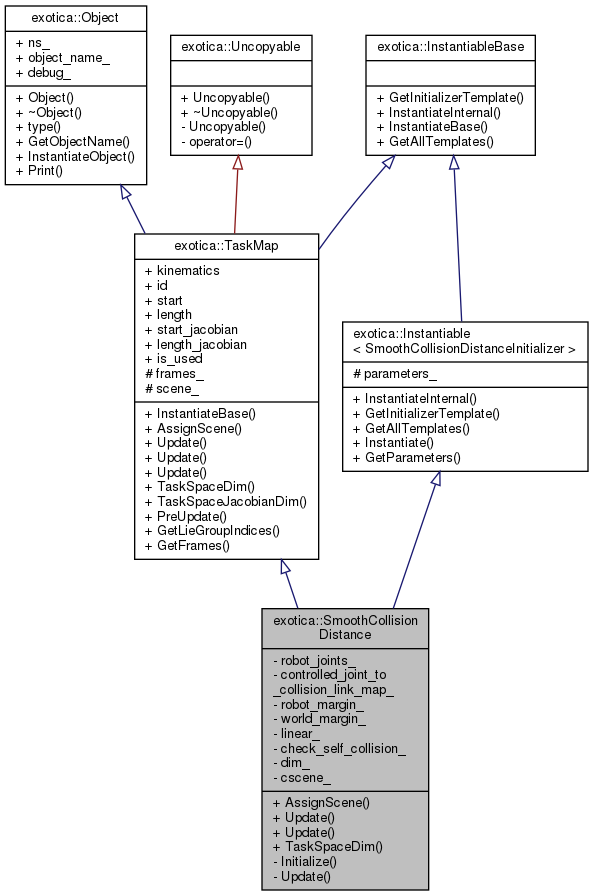 exotica::Object
+ ns_
+ object_name_
+ debug_
+ Object()
+ ~Object()
+ type()
+ GetObjectName()
+ InstantiateObject()
+ Print()
exotica::Uncopyable
+ Uncopyable()
+ ~Uncopyable()
- Uncopyable()
- operator=()
exotica::InstantiableBase
+ GetInitializerTemplate()
+ InstantiateInternal()
+ InstantiateBase()
+ GetAllTemplates()
exotica::TaskMap
+ kinematics
+ id
+ start
+ length
+ start_jacobian
+ length_jacobian
+ is_used
# frames_
# scene_
+ InstantiateBase()
+ AssignScene()
+ Update()
+ Update()
+ Update()
+ TaskSpaceDim()
+ TaskSpaceJacobianDim()
+ PreUpdate()
+ GetLieGroupIndices()
+ GetFrames()
exotica::Instantiable
< SmoothCollisionDistanceInitializer >
# parameters_
+ InstantiateInternal()
+ GetInitializerTemplate()
+ GetAllTemplates()
+ Instantiate()
+ GetParameters()
exotica::SmoothCollision
Distance
- robot_joints_
- controlled_joint_to
_collision_link_map_
- robot_margin_
- world_margin_
- linear_
- check_self_collision_
- dim_
- cscene_
+ AssignScene()
+ Update()
+ Update()
+ TaskSpaceDim()
- Initialize()
- Update()